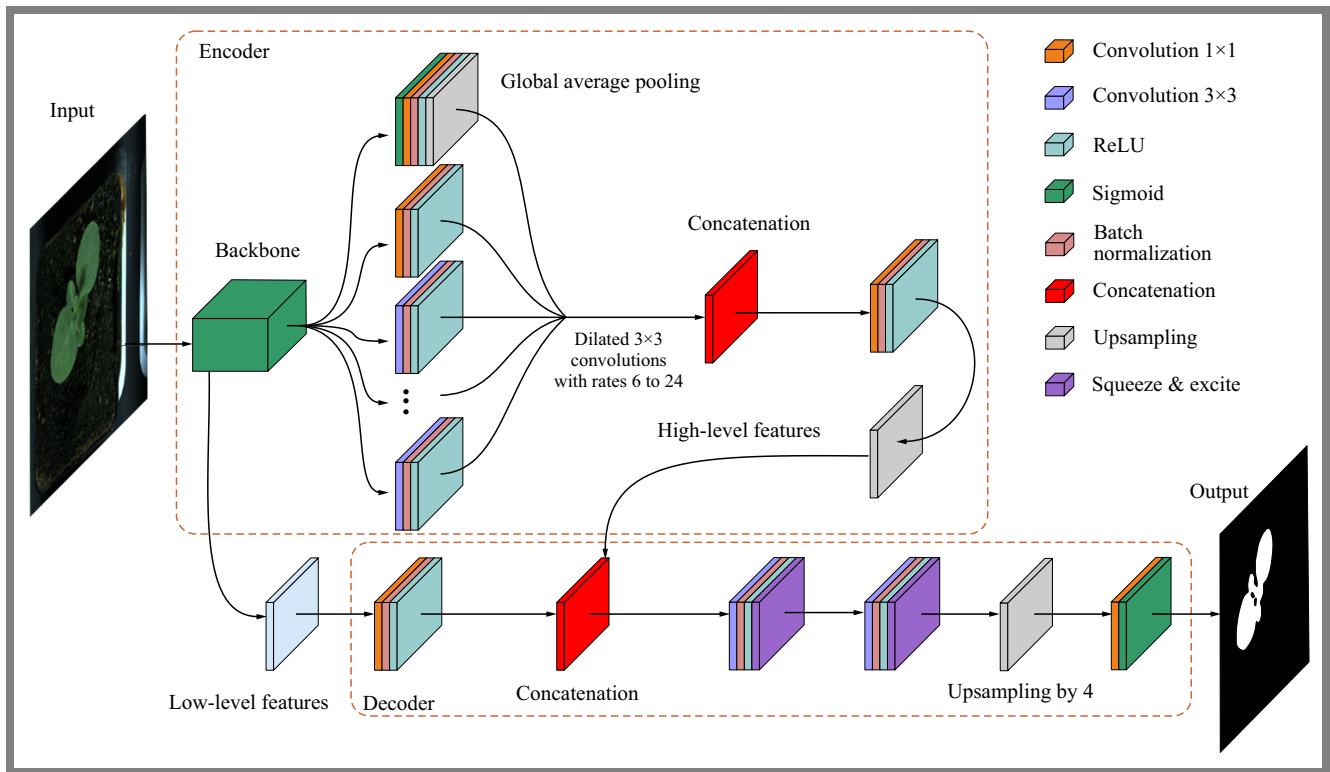 Encoder
Input
Global average pooling
Backbone
Concatenation
Dilated 3×3
convolutions
with rates 6 to 24
High-level features
Convolution 1×1
Convolution 3×3
ReLU
Sigmoid
Batch
normalization
Concatenation
Upsampling
Squeeze & excite
Output
Low-level features
Decoder
Concatenation
Upsampling by 4